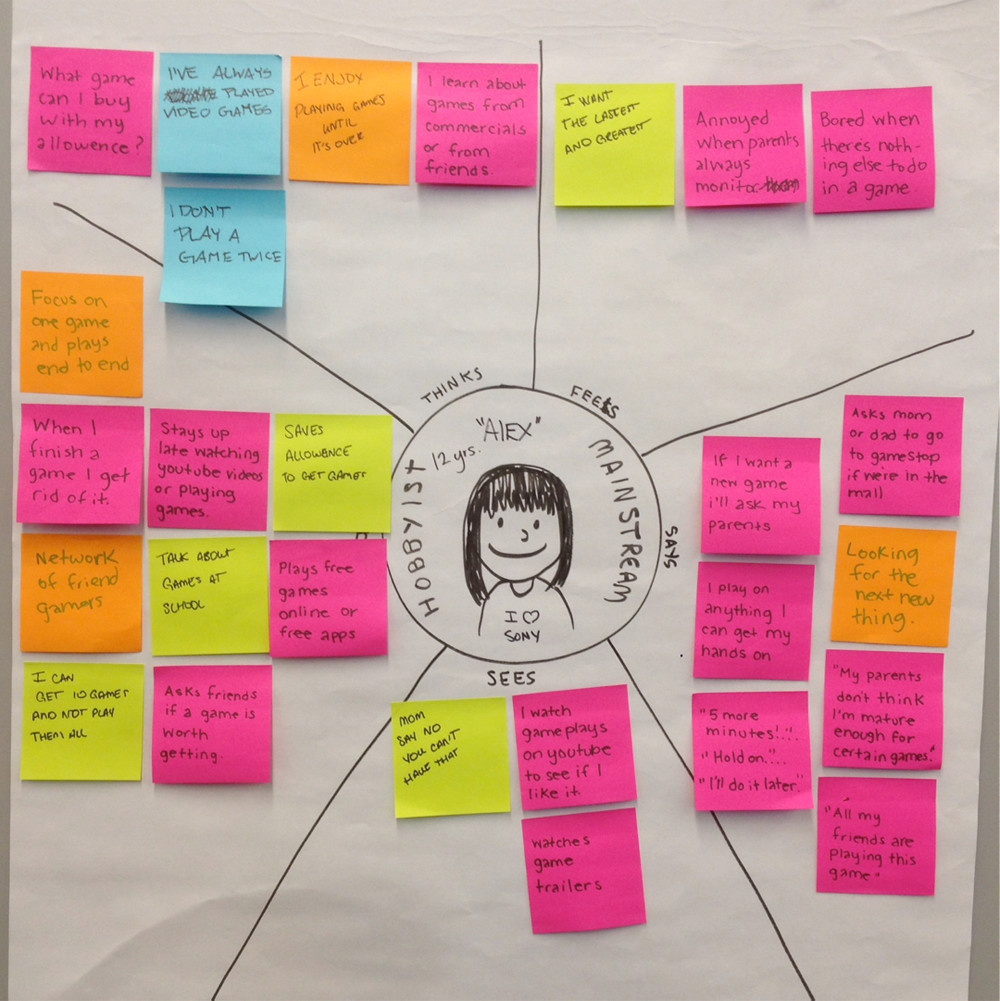 What game
can I buy
with my
allowence?
I'VE ALWAYS
PLAYED
VIDEO GAMES
I ENJOY
PLAYING GAMES
UNTIL
IT'S OVER
I learn about
games from
commercials
or from
friends.
I DON'T
PLAY A
GAME TWICE
I WANT
THE LASTEST
AND GREATEST
Annoyed
when parents
always
monitor
Bored when
there's noth-
ing else to do
in a game
Focus on
one game
and plays
end to end
When I
finish a
game I get
rid of it.
Stays up
late watching
youtube videos
or playing
games.
SAVES
ALLOWENCE
TO GET GAMES
Network
of friend
gamers
TALK ABOUT
GAMES AT
SCHOOL
Plays free
games
online or
free apps
I CAN
GET 10 GAMES
AND NOT PLAY
THEM ALL
Asks friends
if a game is
worth
getting.
THINKS
FEELS
SAYS
SEES
"ALEX"
12 yrs.
HOBBYIST
MAINSTREAM
I ♡
SONY
If I want a
new game
i'll ask my
parents
Asks mom
or dad to go
to gamestop
if we're in the
mall
I play on
anything I
can get my
hands on
Looking
for the
next new
thing.
"5 more
minutes!"..
"Hold on"...
"I'll do it later."
"My parents
don't think
I'm mature
enough for
certain games."
"All my
friends are
playing this
game"
MOM
SAY NO
YOU CAN'T
HAVE THAT
I watch
gameplays
on youtube
to see if I
like it.
watches
game
trailers